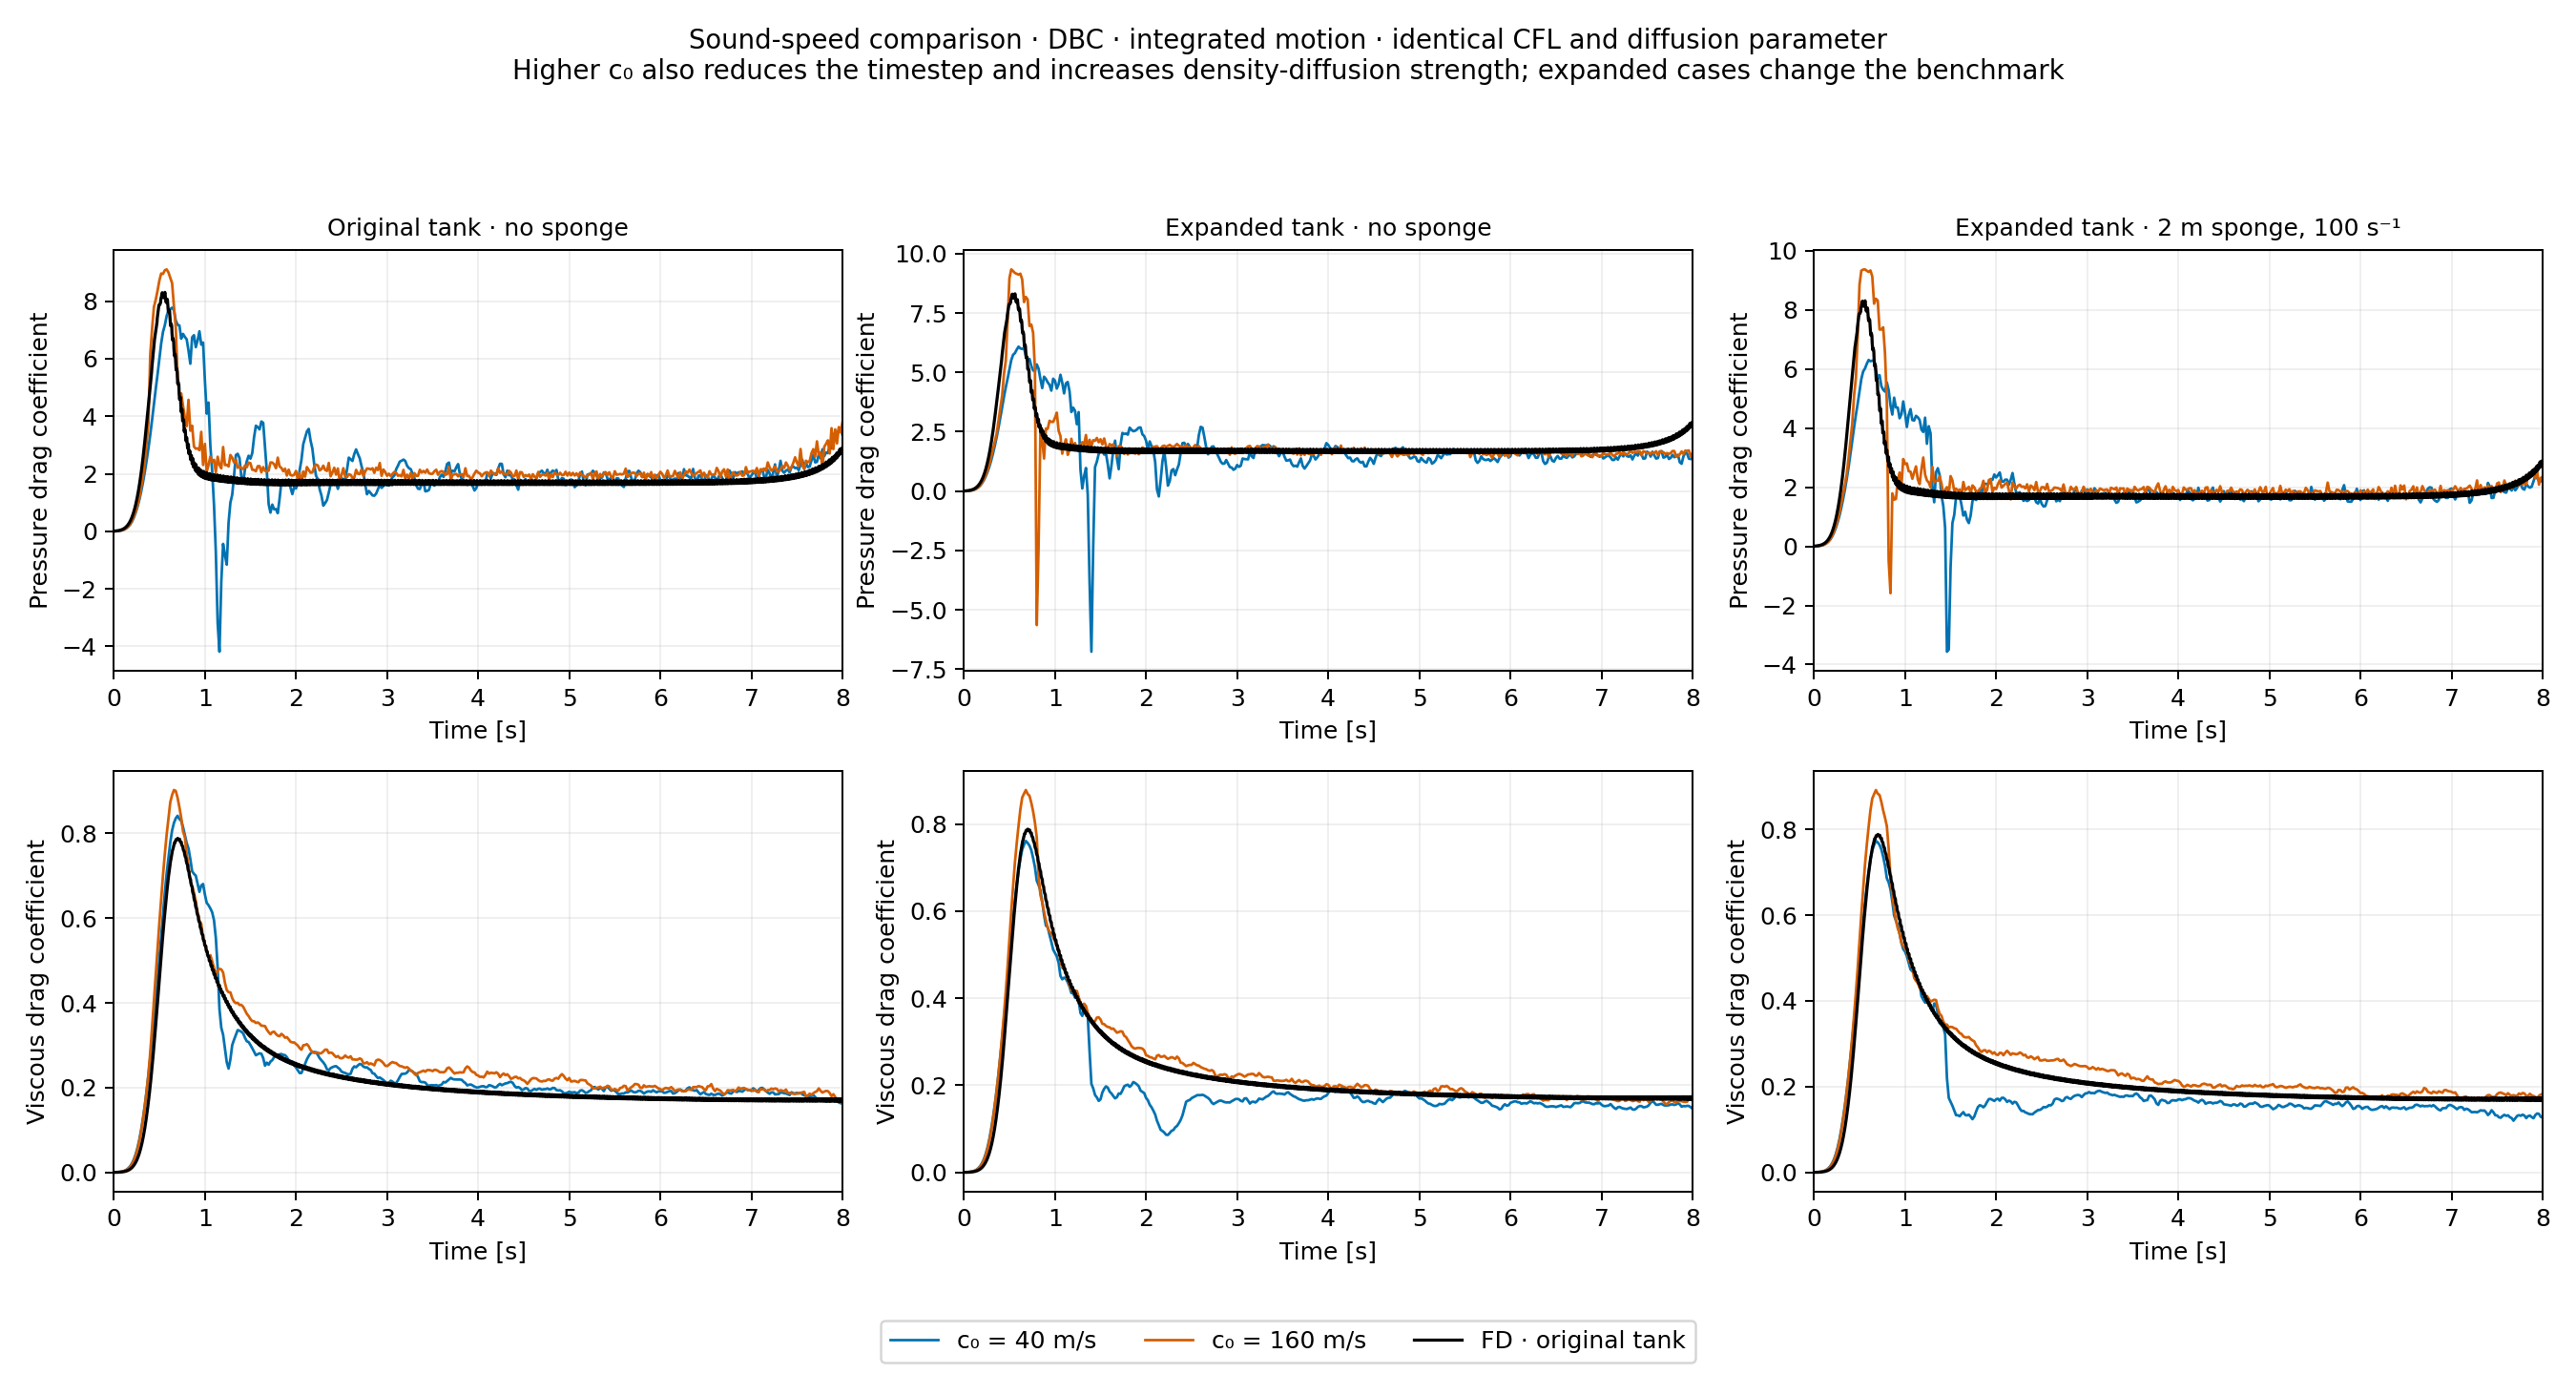 Sound-speed comparison · DBC · integrated motion · identical CFL and diffusion parameter
Higher c₀ also reduces the timestep and increases density-diffusion strength; expanded cases change the benchmark
Original tank · no sponge
Pressure drag coefficient
8
6
4
2
0
−2
−4
0 1 2 3 4 5 6 7 8
Time [s]
Expanded tank · no sponge
Pressure drag coefficient
10.0
7.5
5.0
2.5
0.0
−2.5
−5.0
−7.5
0 1 2 3 4 5 6 7 8
Time [s]
Expanded tank · 2 m sponge, 100 s⁻¹
Pressure drag coefficient
10
8
6
4
2
0
−2
−4
0 1 2 3 4 5 6 7 8
Time [s]
Viscous drag coefficient
0.8
0.6
0.4
0.2
0.0
0 1 2 3 4 5 6 7 8
Time [s]
Viscous drag coefficient
0.8
0.6
0.4
0.2
0.0
0 1 2 3 4 5 6 7 8
Time [s]
Viscous drag coefficient
0.8
0.6
0.4
0.2
0.0
0 1 2 3 4 5 6 7 8
Time [s]
c₀ = 40 m/s
c₀ = 160 m/s
FD · original tank